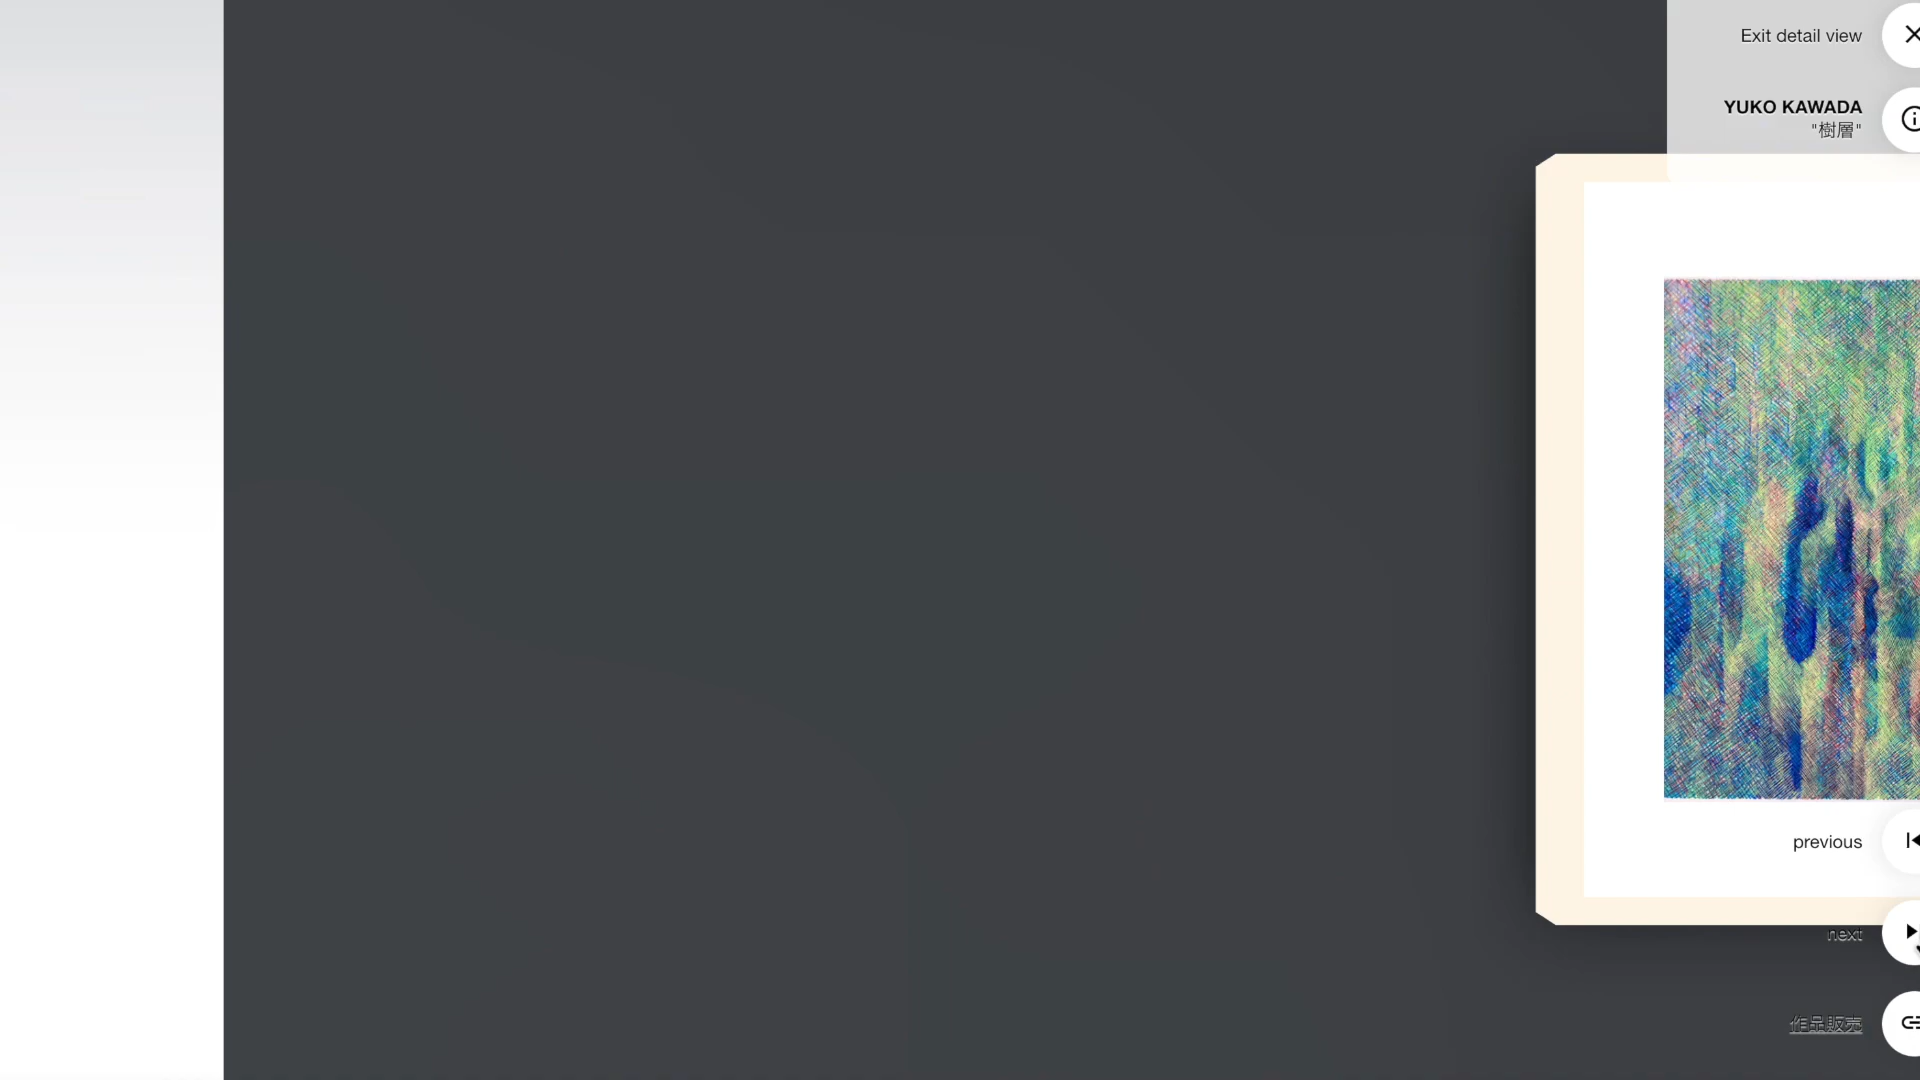 Exit detail view
YUKO KAWADA
"樹層"
previous
next
作品販売